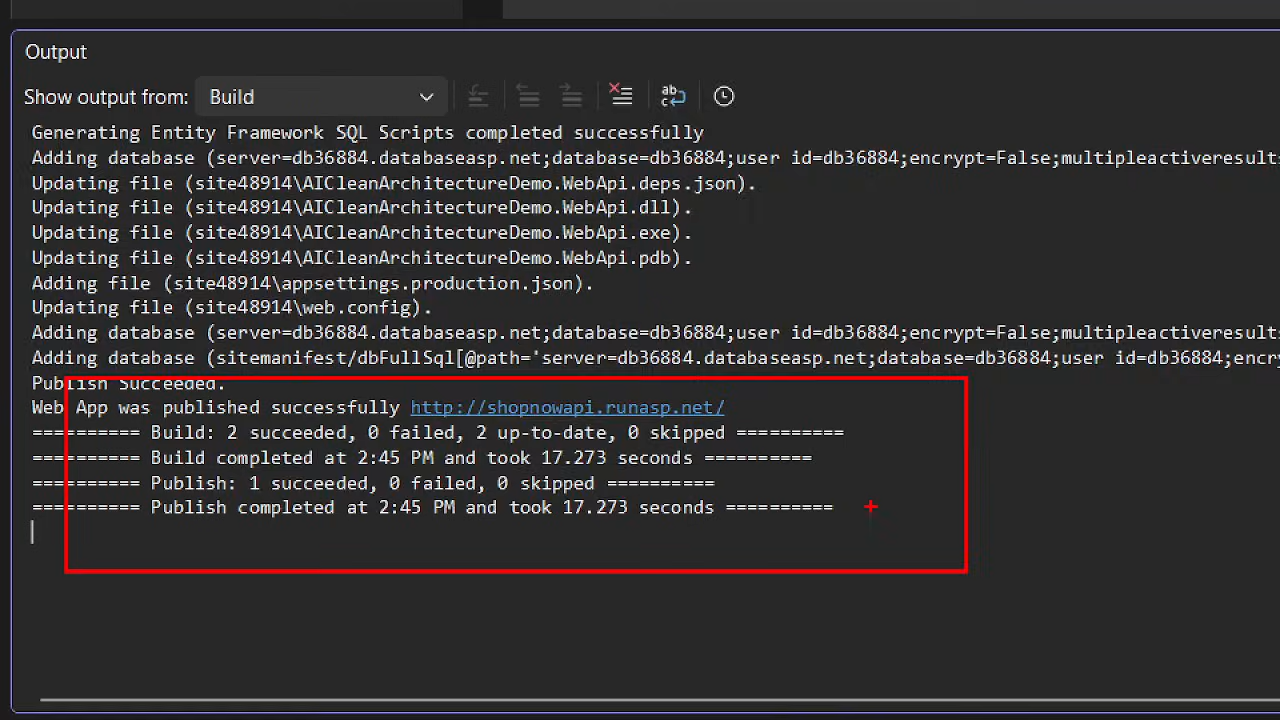 Output
Show output from: Build
Generating Entity Framework SQL Scripts completed successfully
Adding database (server=db36884.databaseasp.net;database=db36884;user id=db36884;encrypt=False;multipleactiveresults
Updating file (site48914\AICleanArchitectureDemo.WebApi.deps.json).
Updating file (site48914\AICleanArchitectureDemo.WebApi.dll).
Updating file (site48914\AICleanArchitectureDemo.WebApi.exe).
Updating file (site48914\AICleanArchitectureDemo.WebApi.pdb).
Adding file (site48914\appsettings.production.json).
Updating file (site48914\web.config).
Adding database (server=db36884.databaseasp.net;database=db36884;user id=db36884;encrypt=False;multipleactiveresults
Adding database (sitemanifest/dbFullSql[@path='server=db36884.databaseasp.net;database=db36884;user id=db36884;encry
Publish Succeeded.
Web App was published successfully http://shopnowapi.runasp.net/
========== Build: 2 succeeded, 0 failed, 2 up-to-date, 0 skipped ==========
========== Build completed at 2:45 PM and took 17.273 seconds ==========
========== Publish: 1 succeeded, 0 failed, 0 skipped ==========
========== Publish completed at 2:45 PM and took 17.273 seconds ==========